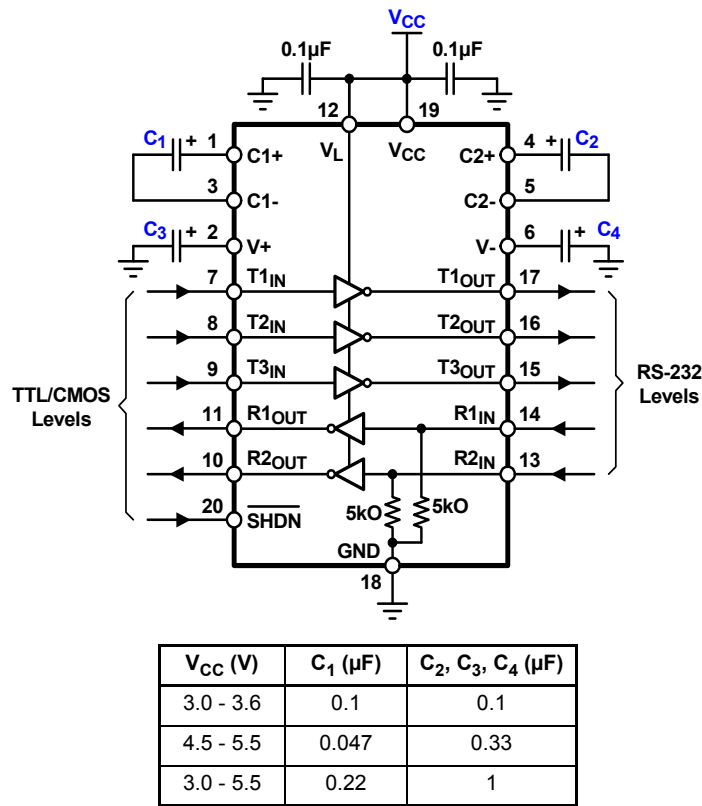 VCC
0.1µF 0.1µF
12 19
C1 + 1 C1+ VL VCC C2+ 4 + C2
3 C1- C2- 5
C3 + 2 V+ V- 6 + C4
7 T1IN T1OUT 17
8 T2IN T2OUT 16
9 T3IN T3OUT 15
TTL/CMOS
Levels
RS-232
Levels
11 R1OUT R1IN 14
10 R2OUT R2IN 13
20 SHDN 5kO 5kO
GND
18
VCC (V) C1 (µF) C2, C3, C4 (µF)
3.0 - 3.6 0.1 0.1
4.5 - 5.5 0.047 0.33
3.0 - 5.5 0.22 1